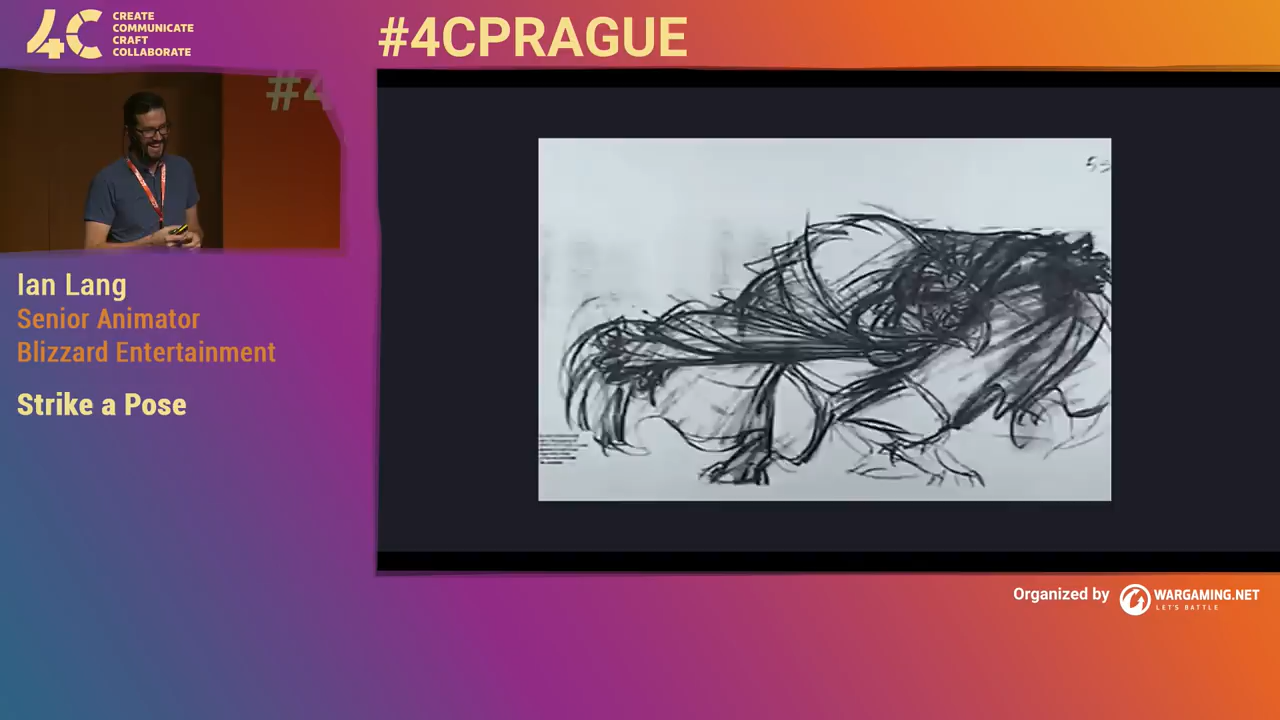 4C
CREATE
COMMUNICATE
CRAFT
COLLABORATE
#4CPRAGUE
#4
Ian Lang
Senior Animator
Blizzard Entertainment
Strike a Pose
Organized by
WARGAMING.NET
LET'S BATTLE